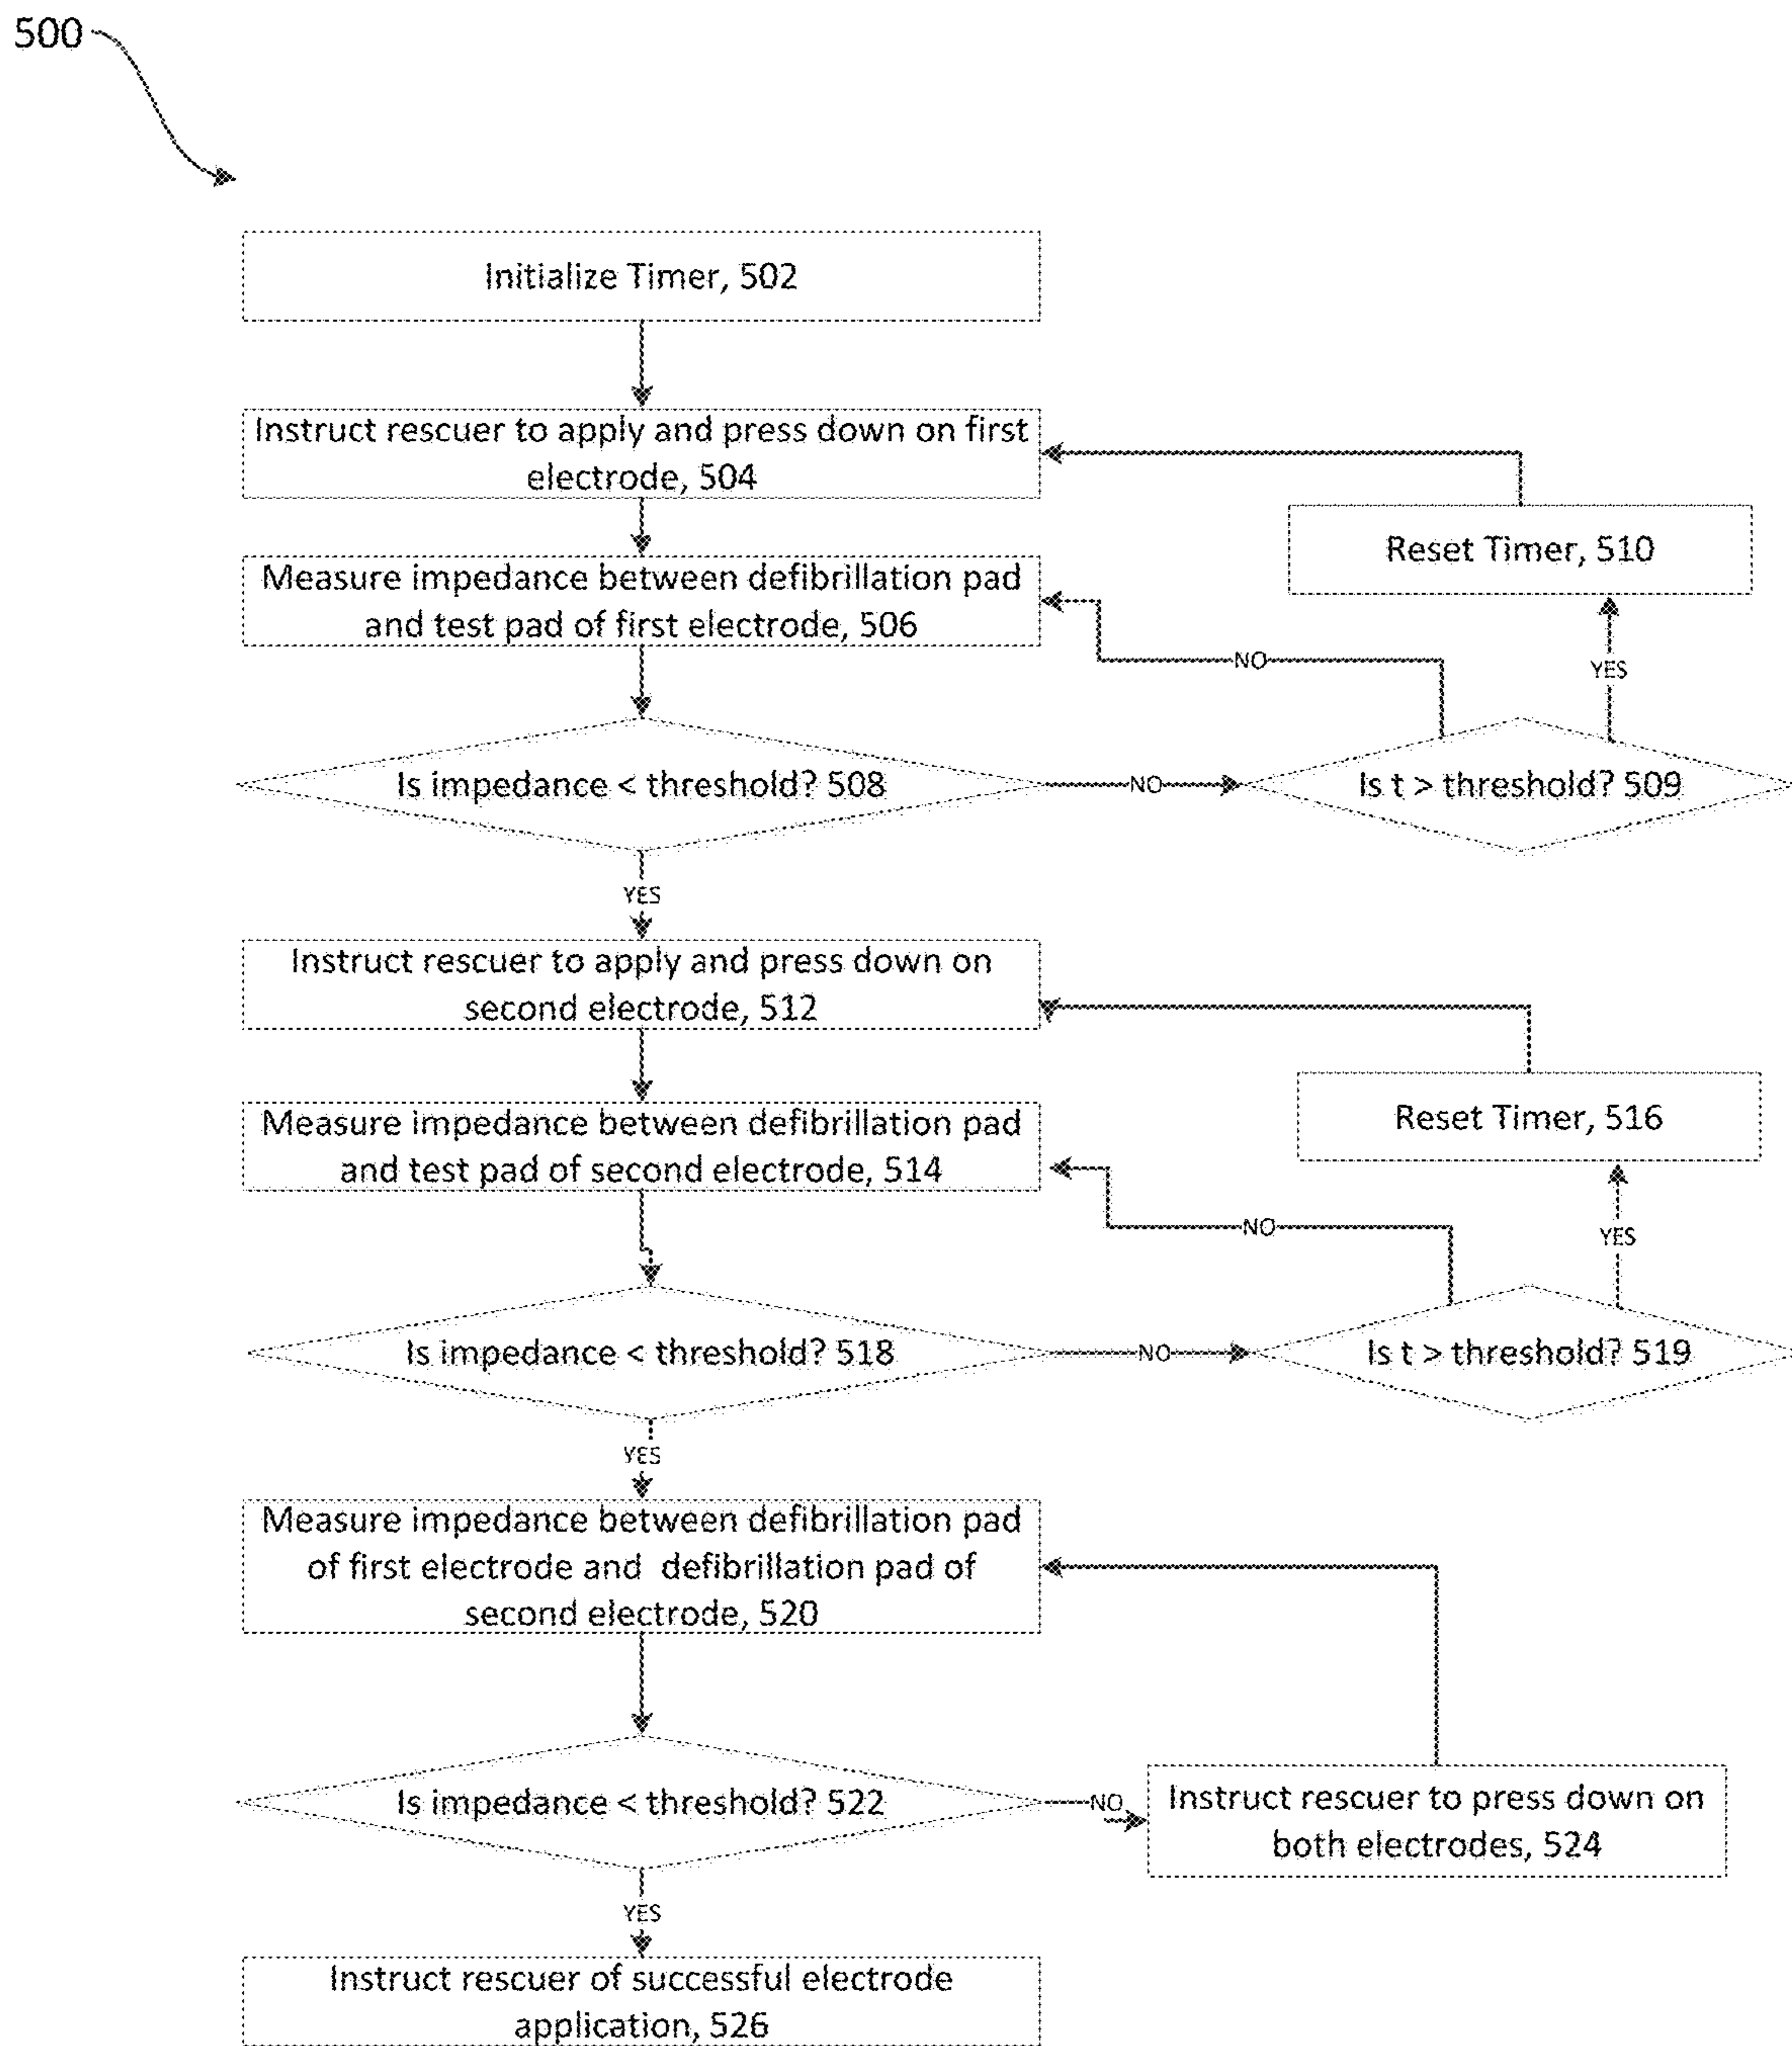 500
Initialize Timer, 502
Instruct rescuer to apply and press down on first
electrode, 504
Reset Timer, 510
Measure impedance between defibrillation pad
and test pad of first electrode, 506
NO
YES
Is impedance < threshold? 508
NO
Is t > threshold? 509
YES
Instruct rescuer to apply and press down on
second electrode, 512
Reset Timer, 516
Measure impedance between defibrillation pad
and test pad of second electrode, 514
NO
YES
Is impedance < threshold? 518
NO
Is t > threshold? 519
YES
Measure impedance between defibrillation pad
of first electrode and defibrillation pad of
second electrode, 520
Is impedance < threshold? 522
NO
Instruct rescuer to press down on
both electrodes, 524
YES
Instruct rescuer of successful electrode
application, 526